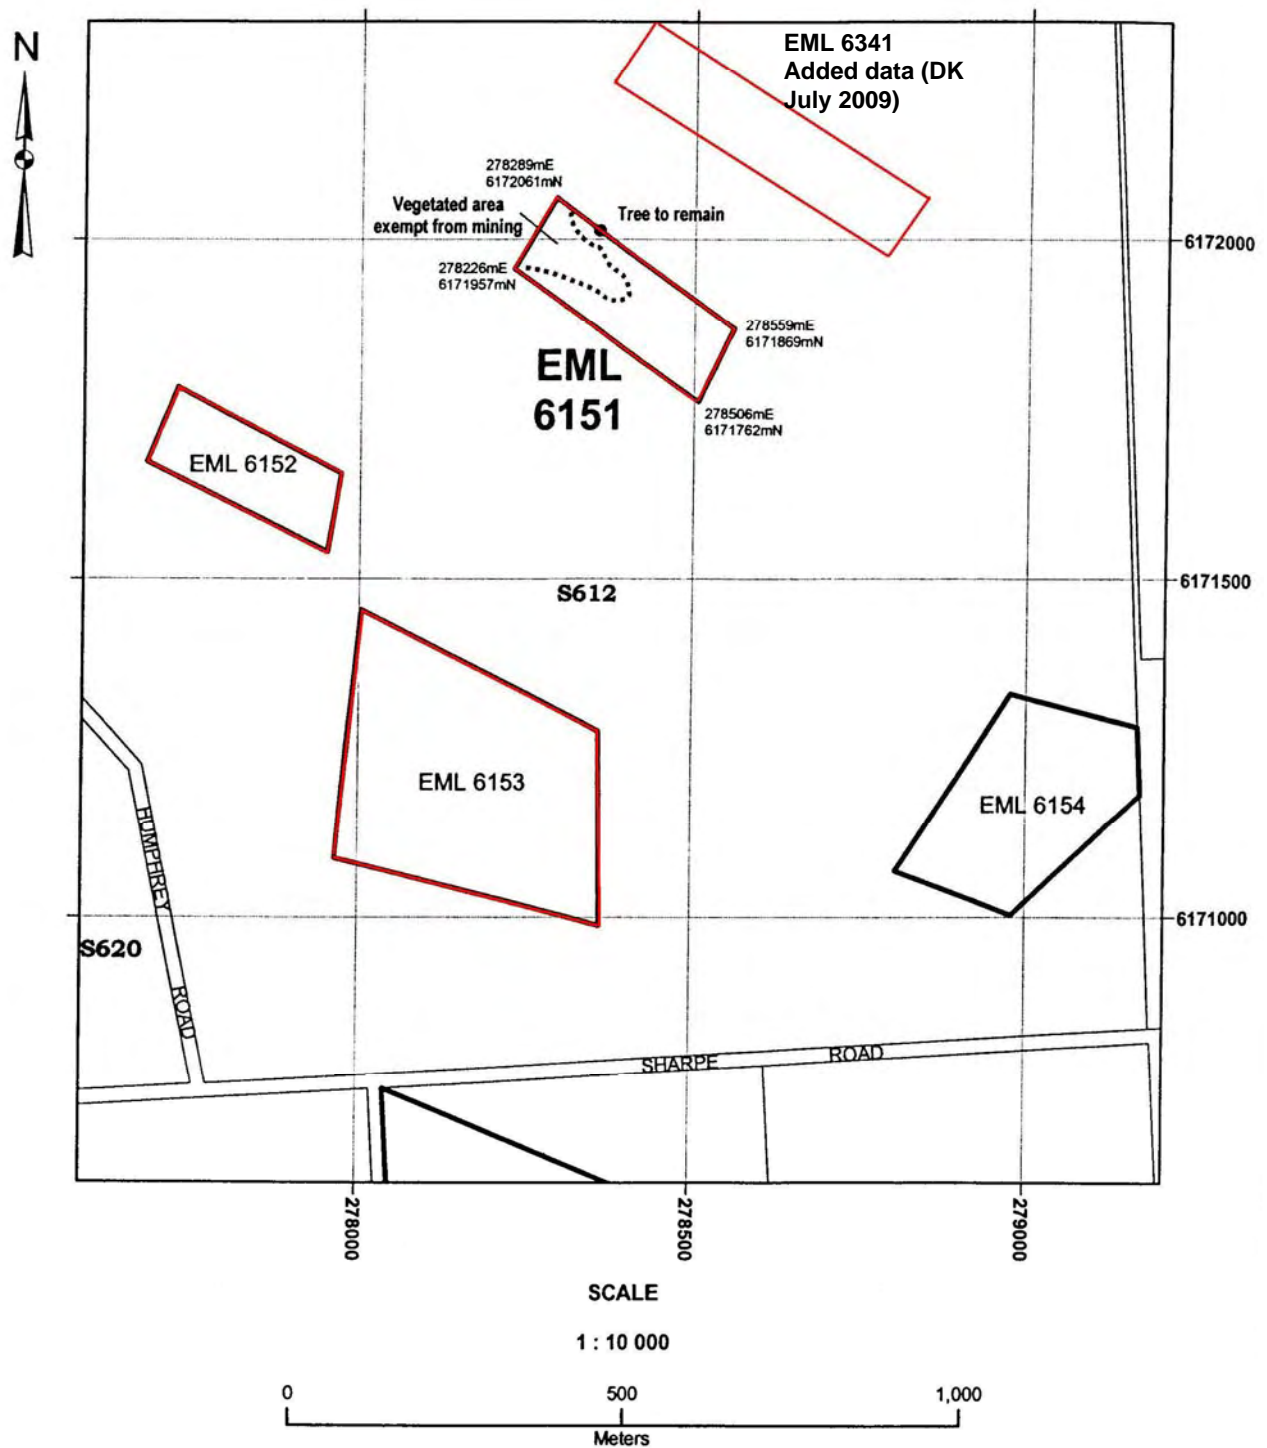 N
EML 6341
Added data (DK
July 2009)
278289mE
6172061mN
Vegetated area
exempt from mining
Tree to remain
6172000
278226mE
6171957mN
278559mE
6171869mN
EML
6151
278506mE
6171762mN
EML 6152
6171500
S612
EML 6153
EML 6154
HUMPHREY
ROAD
S620
6171000
SHARPE ROAD
278000
278500
279000
SCALE
1 : 10 000
0 500 1,000
Meters